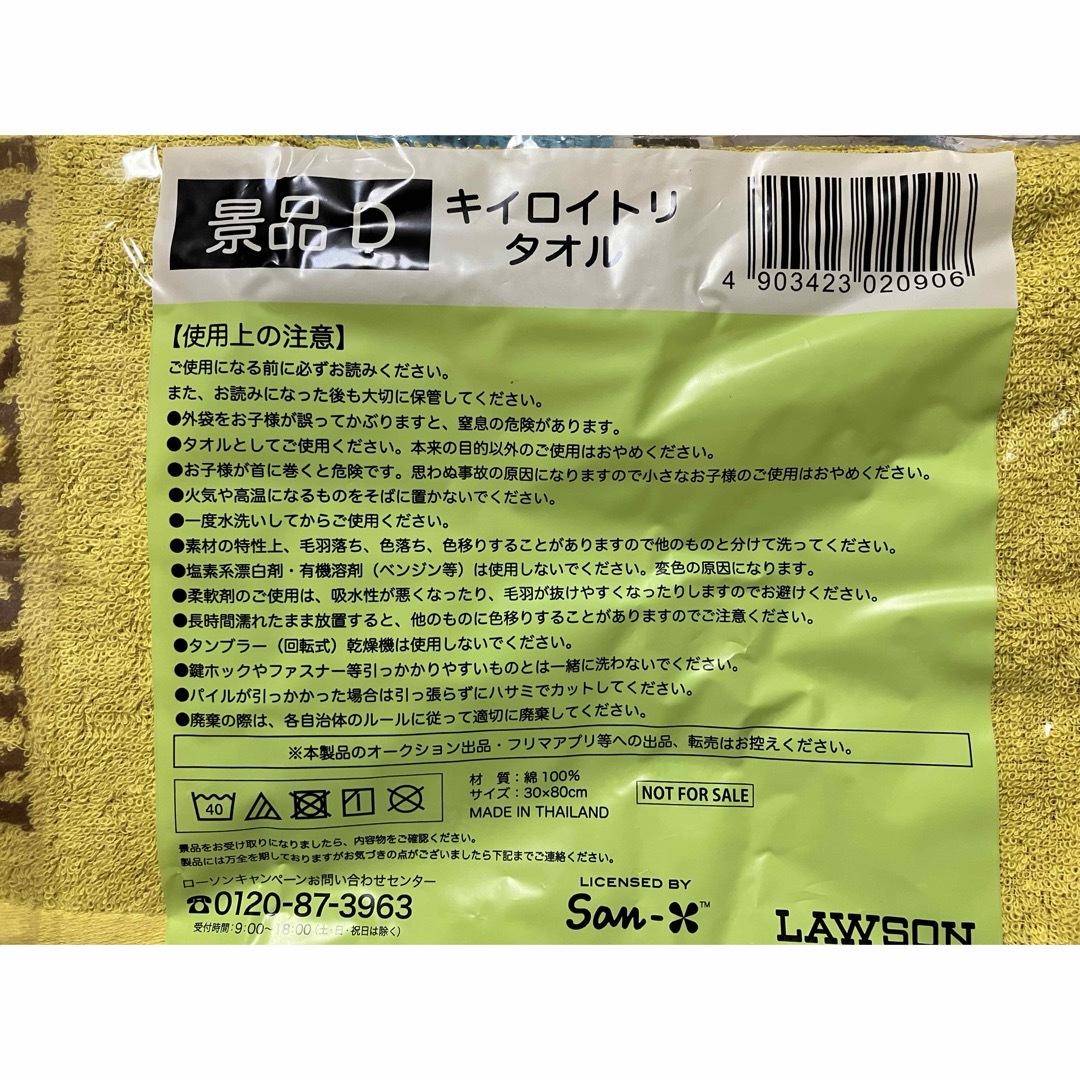 景品 D
キイロイトリ
タオル
4 903423 020906
【使用上の注意】
ご使用になる前に必ずお読みください。
また、お読みになった後も大切に保管してください。
●外袋をお子様が誤ってかぶりますと、窒息の危険があります。
●タオルとしてご使用ください。本来の目的以外のご使用はおやめください。
●お子様が首に巻くと危険です。思わぬ事故の原因になりますので小さなお子様のご使用はおやめください。
●火気や高温になるものをそばに置かないでください。
●一度水洗いしてからご使用ください。
●素材の特性上、毛羽落ち、色落ち、色移りすることがありますので他のものと分けて洗ってください。
●塩素系漂白剤・有機溶剤（ベンジン等）は使用しないでください。変色の原因になります。
●柔軟剤のご使用は、吸水性が悪くなったり、毛羽が抜けやすくなったりしますのでお避けください。
●長時間濡れたまま放置すると、他のものに色移りすることがありますのでご注意ください。
●タンブラー（回転式）乾燥機は使用しないでください。
●鍵ホックやファスナー等引っかかりやすいものとは一緒に洗わないでください。
●パイルが引っかかった場合は引っ張らずにハサミでカットしてください。
●廃棄の際は、各自治体のルールに従って適切に廃棄してください。
※本製品のオークション出品・フリマアプリ等への出品、転売はお控えください。
40
材 質：綿100%
サイズ：30×80cm
MADE IN THAILAND
NOT FOR SALE
景品をお受け取りになりましたら、内容物をご確認ください。
製品には万全を期しておりますがお気づきの点がございましたら下記までご連絡ください。
ローソンキャンペーンお問い合わせセンター
☎0120-87-3963
受付時間：9:00～18:00（土・日・祝日は除く）
LICENSED BY
San-X™
LAWSON